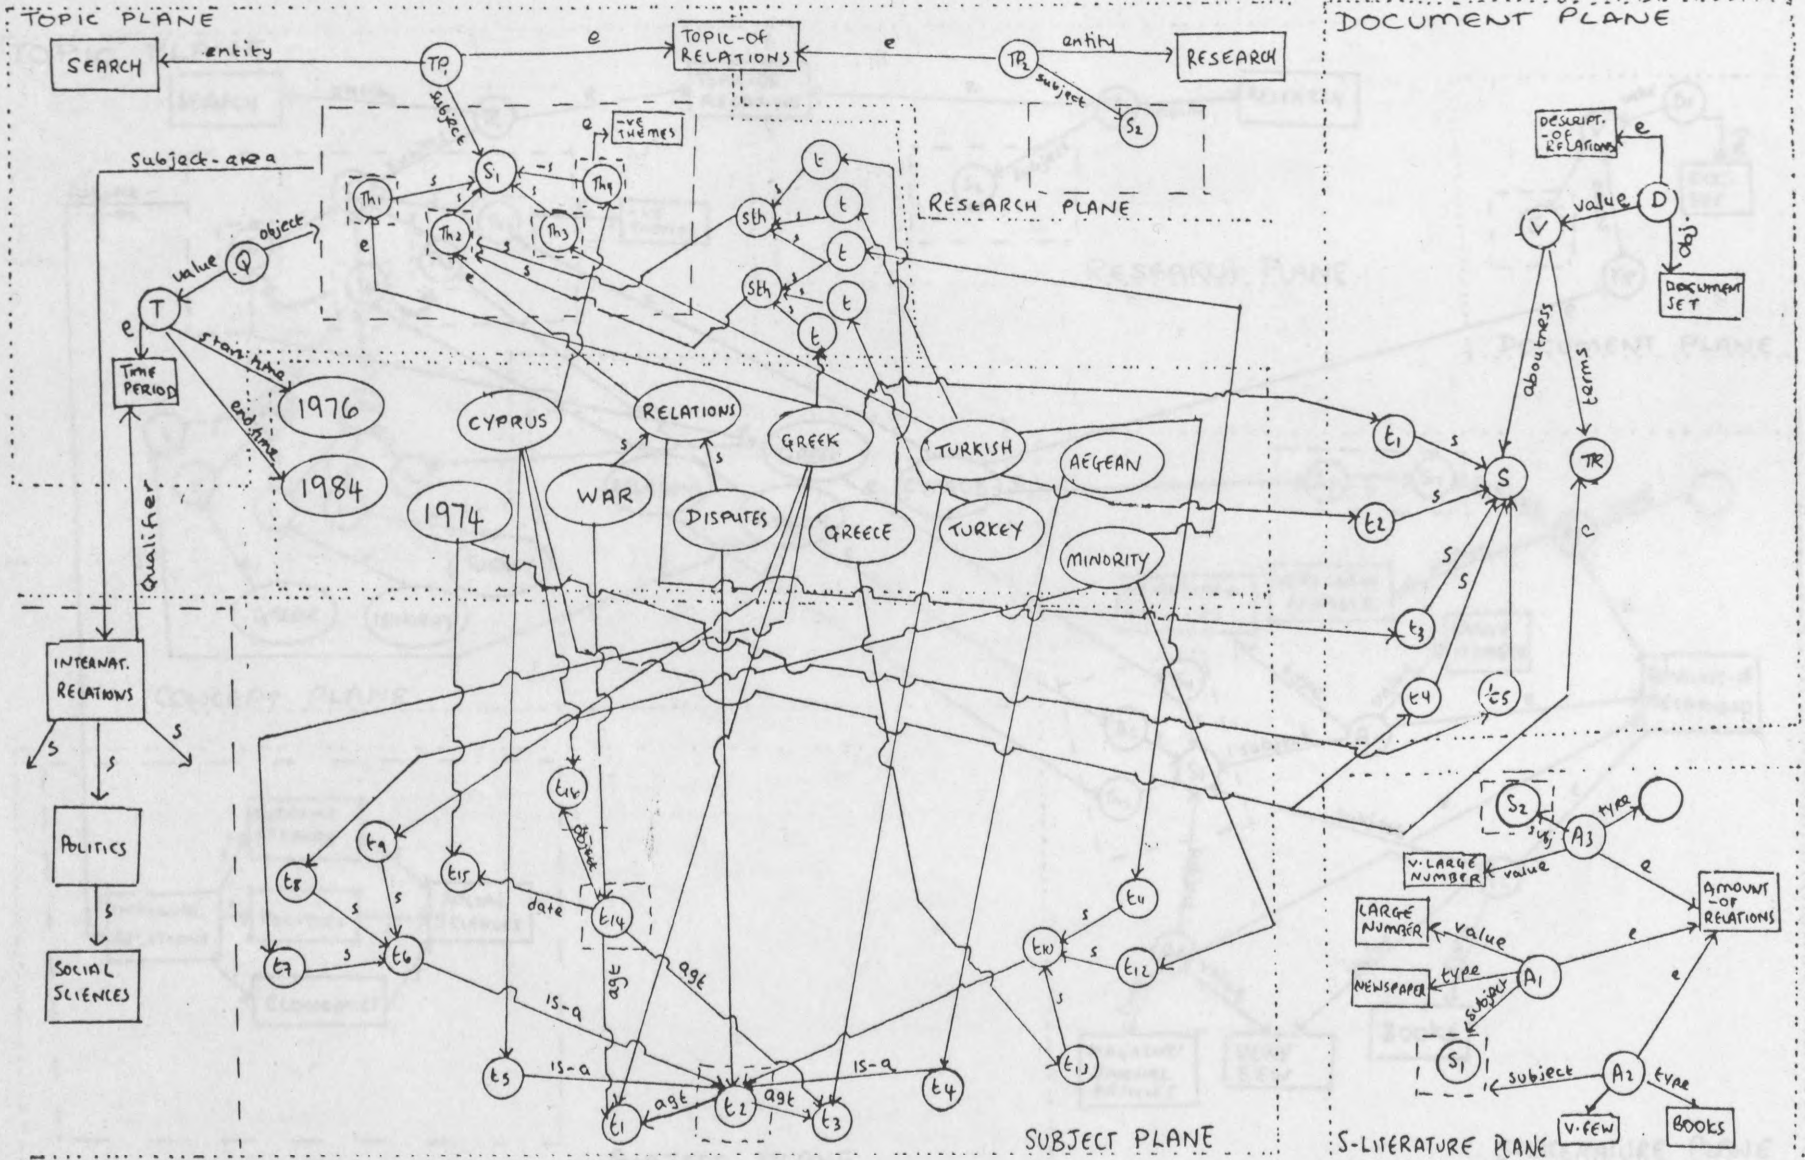 TOPIC PLANE
SEARCH
entity
TP1
e
TOPIC-OF
RELATIONS
e
TP2
entity
RESEARCH
subject
S2
RESEARCH PLANE
subject
-VE
THEMES
e
S1
-s
s
s
s
Th1
Th2
Th3
Th4
subject-area
object
Q
value
T
e
start-time
end-time
TIME
PERIOD
Qualifier
e
e
s
s
sth
sth
t
t
t
t
t
s
s
s
s
s
s
1976
1984
CYPRUS
RELATIONS
GREEK
TURKISH
AEGEAN
1974
WAR
DISPUTES
GREECE
TURKEY
MINORITY
s
s
INTERNAT.
RELATIONS
s
s
s
POLITICS
s
SOCIAL
SCIENCES
t8
t9
t7
t6
s
s
s
t15
date
t14
object
agt
agt
is-a
t5
is-a
t1
agt
t2
agt
t3
is-a
t4
t10
s
t12
s
s
t13
SUBJECT PLANE
DOCUMENT PLANE
DESCRIPT.
-OF
RELATIONS
e
D
value
V
obj
DOCUMENT
SET
aboutness
terms
t1
s
S
TR
t2
s
s
s
e
t3
t4
t5
S2
subj
A3
type
V.LARGE
NUMBER
value
e
AMOUNT
-OF
RELATIONS
LARGE
NUMBER
value
e
NEWSPAPER
type
A1
subject
e
S1
subject
A2
type
V.FEW
BOOKS
S-LITERATURE PLANE